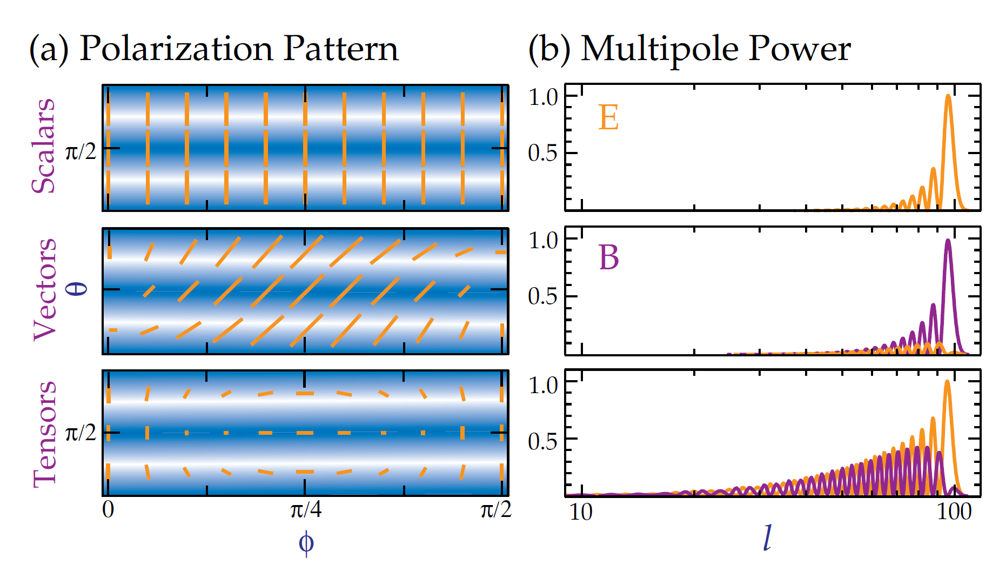 (a) Polarization Pattern
(b) Multipole Power
Scalars
π/2
1.0
0.5
E
Vectors
θ
1.0
0.5
B
Tensors
π/2
1.0
0.5
0
π/4
π/2
ϕ
10
100
l